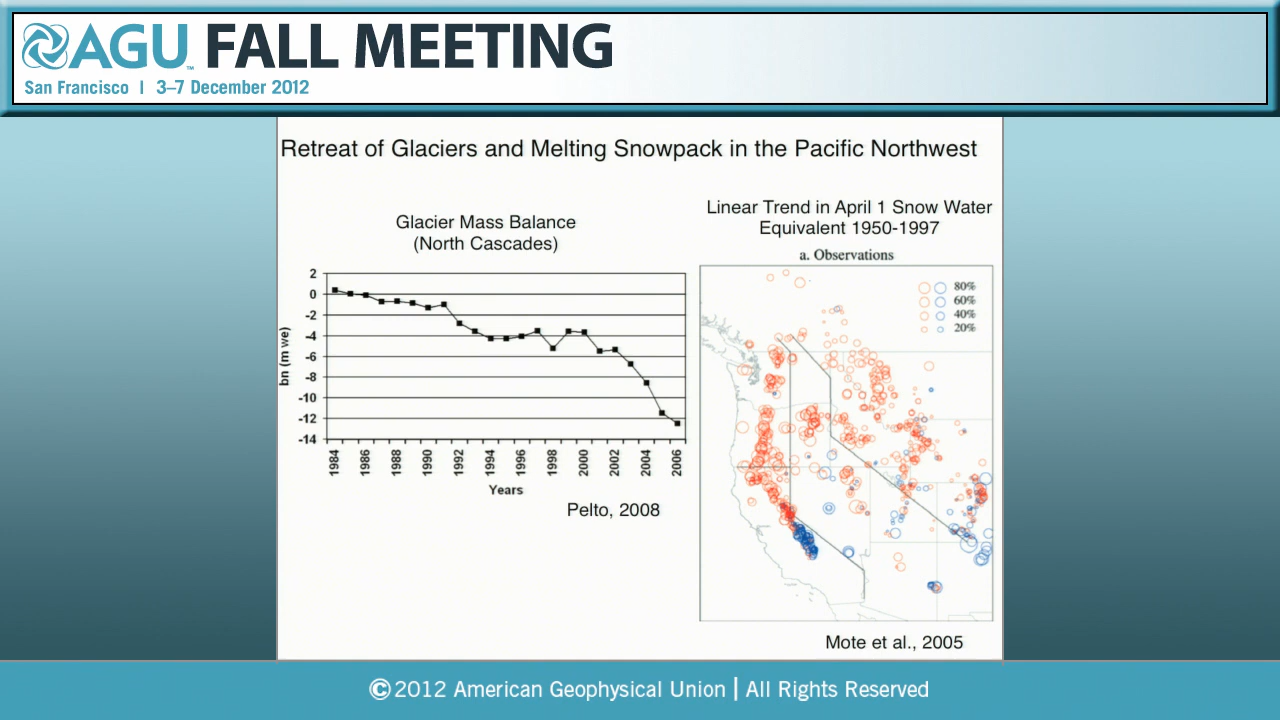 AGU™ FALL MEETING
San Francisco | 3–7 December 2012
Retreat of Glaciers and Melting Snowpack in the Pacific Northwest
Glacier Mass Balance
(North Cascades)
2
0
-2
-4
-6
-8
-10
-12
-14
bn (m we)
1984
1986
1988
1990
1992
1994
1996
1998
2000
2002
2004
2006
Years
Pelto, 2008
Linear Trend in April 1 Snow Water
Equivalent 1950-1997
a. Observations
80%
60%
40%
20%
Mote et al., 2005
©2012 American Geophysical Union | All Rights Reserved